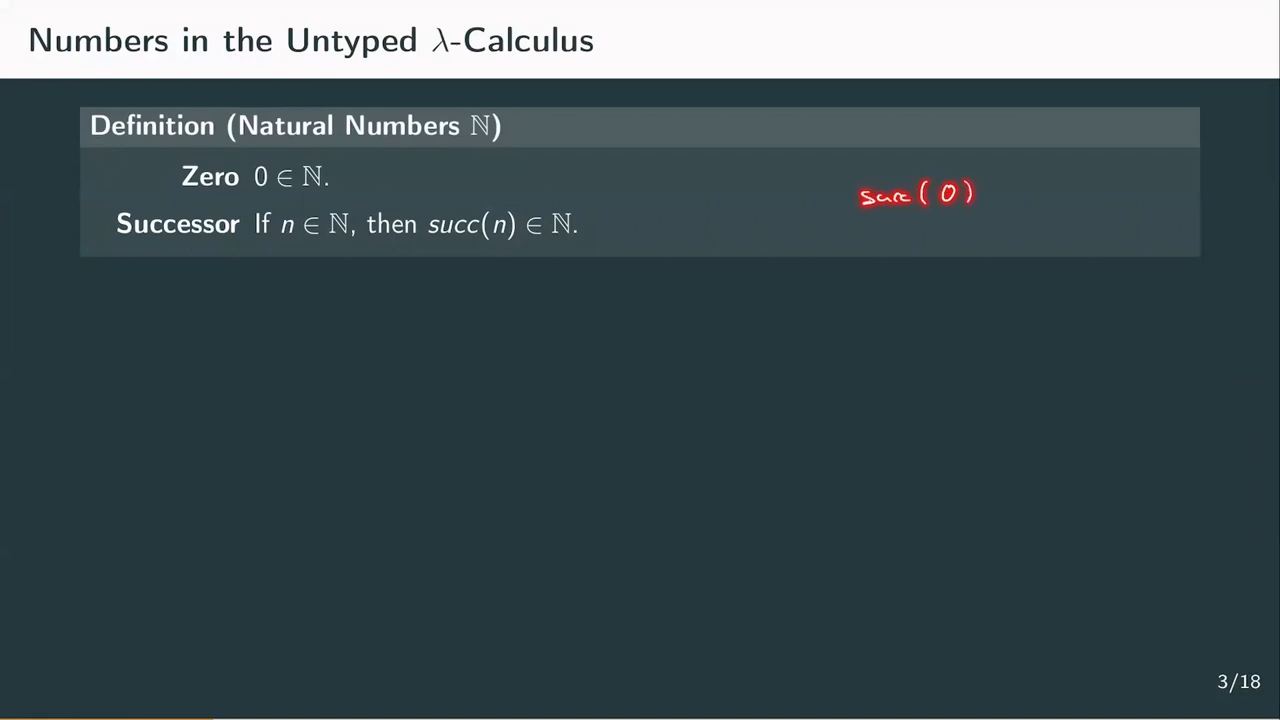 Numbers in the Untyped λ-Calculus
Definition (Natural Numbers ℕ)
Zero 0 ∈ ℕ.
succ( 0 )
Successor If n ∈ ℕ, then succ(n) ∈ ℕ.
3/18